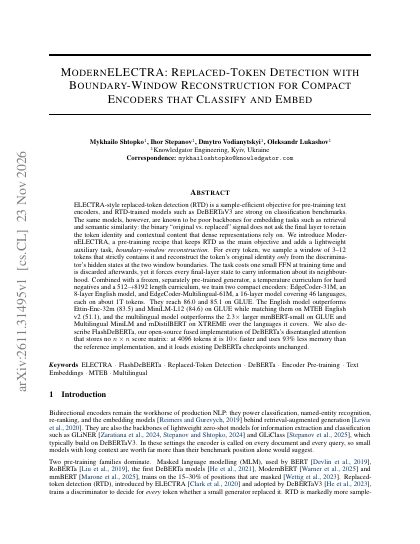 arXiv:2611.31495v1 [cs.CL] 23 Nov 2026
MODERNELECTRA: REPLACED-TOKEN DETECTION WITH
BOUNDARY-WINDOW RECONSTRUCTION FOR COMPACT
ENCODERS THAT CLASSIFY AND EMBED
Mykhailo Shtopko¹, Ihor Stepanov¹, Dmytro Vodianytskyi¹, Oleksandr Lukashov¹
¹Knowledgator Engineering, Kyiv, Ukraine
Correspondence: mykhailoshtopko@knowledgator.com
ABSTRACT
ELECTRA-style replaced-token detection (RTD) is a sample-efficient objective for pre-training text
encoders, and RTD-trained models such as DeBERTaV3 are strong on classification benchmarks.
The same models, however, are known to be poor backbones for embedding tasks such as retrieval
and semantic similarity: the binary "original vs. replaced" signal does not ask the final layer to retain
the token identity and contextual content that dense representations rely on. We introduce Moder-
nELECTRA, a pre-training recipe that keeps RTD as the main objective and adds a lightweight
auxiliary task, boundary-window reconstruction. For every token, we sample a window of 3–12
tokens that strictly contains it and reconstruct the token's original identity only from the discrimina-
tor's hidden states at the two window boundaries. The task costs one small FFN at training time and
is discarded afterwards, yet it forces every final-layer state to carry information about its neighbour-
hood. Combined with a frozen, separately pre-trained generator, a temperature curriculum for hard
negatives and a 512→8192 length curriculum, we train two compact encoders: EdgeCoder-31M, an
8-layer English model, and EdgeCoder-Multilingual-61M, a 16-layer model covering 46 languages,
each on about 1T tokens. They reach 86.0 and 85.1 on GLUE. The English model outperforms
Ettin-Enc-32m (83.5) and MiniLM-L12 (84.6) on GLUE while matching them on MTEB English
v2 (51.1), and the multilingual model outperforms the 2.3× larger mmBERT-small on GLUE and
Multilingual MiniLM and mDistilBERT on XTREME over the languages it covers. We also de-
scribe FlashDeBERTa, our open-source fused implementation of DeBERTa's disentangled attention
that stores no n × n score matrix: at 4096 tokens it is 10× faster and uses 93% less memory than
the reference implementation, and it loads existing DeBERTa checkpoints unchanged.
Keywords ELECTRA · FlashDeBERTa · Replaced-Token Detection · DeBERTa · Encoder Pre-training · Text
Embeddings · MTEB · Multilingual
1 Introduction
Bidirectional encoders remain the workhorse of production NLP: they power classification, named-entity recognition,
re-ranking, and the embedding models [Reimers and Gurevych, 2019] behind retrieval-augmented generation [Lewis
et al., 2020]. They are also the backbones of lightweight zero-shot models for information extraction and classification
such as GLiNER [Zaratiana et al., 2024, Stepanov and Shtopko, 2024] and GLiClass [Stepanov et al., 2025], which
typically build on DeBERTaV3. In these settings the encoder is called on every document and every query, so small
models with long context are worth far more than their benchmark position alone would suggest.
Two pre-training families dominate. Masked language modelling (MLM), used by BERT [Devlin et al., 2019],
RoBERTa [Liu et al., 2019], the first DeBERTa models [He et al., 2021], ModernBERT [Warner et al., 2025] and
mmBERT [Marone et al., 2025], trains on the 15–30% of positions that are masked [Wettig et al., 2023]. Replaced-
token detection (RTD), introduced by ELECTRA [Clark et al., 2020] and adopted by DeBERTaV3 [He et al., 2023],
trains a discriminator to decide for every token whether a small generator replaced it. RTD is markedly more sample-